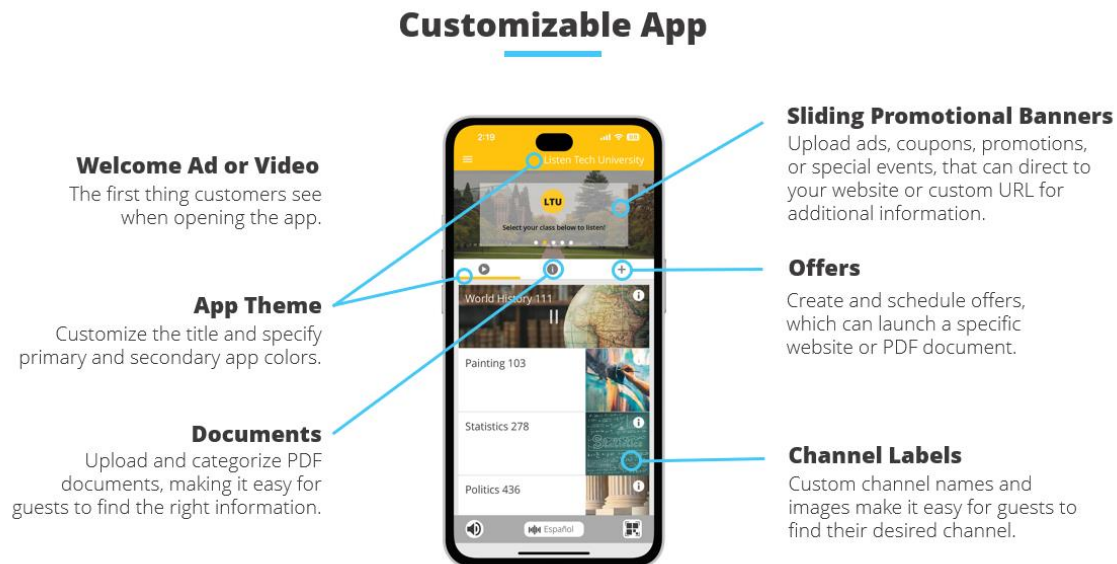 Customizable App
Welcome Ad or Video
The first thing customers see
when opening the app.
App Theme
Customize the title and specify
primary and secondary app colors.
Documents
Upload and categorize PDF
documents, making it easy for
guests to find the right information.
2:19
Listen Tech University
LTU
Select your class below to listen!
World History 111
Painting 103
Statistics 278
Politics 436
Español
Sliding Promotional Banners
Upload ads, coupons, promotions,
or special events, that can direct to
your website or custom URL for
additional information.
Offers
Create and schedule offers,
which can launch a specific
website or PDF document.
Channel Labels
Custom channel names and
images make it easy for guests to
find their desired channel.